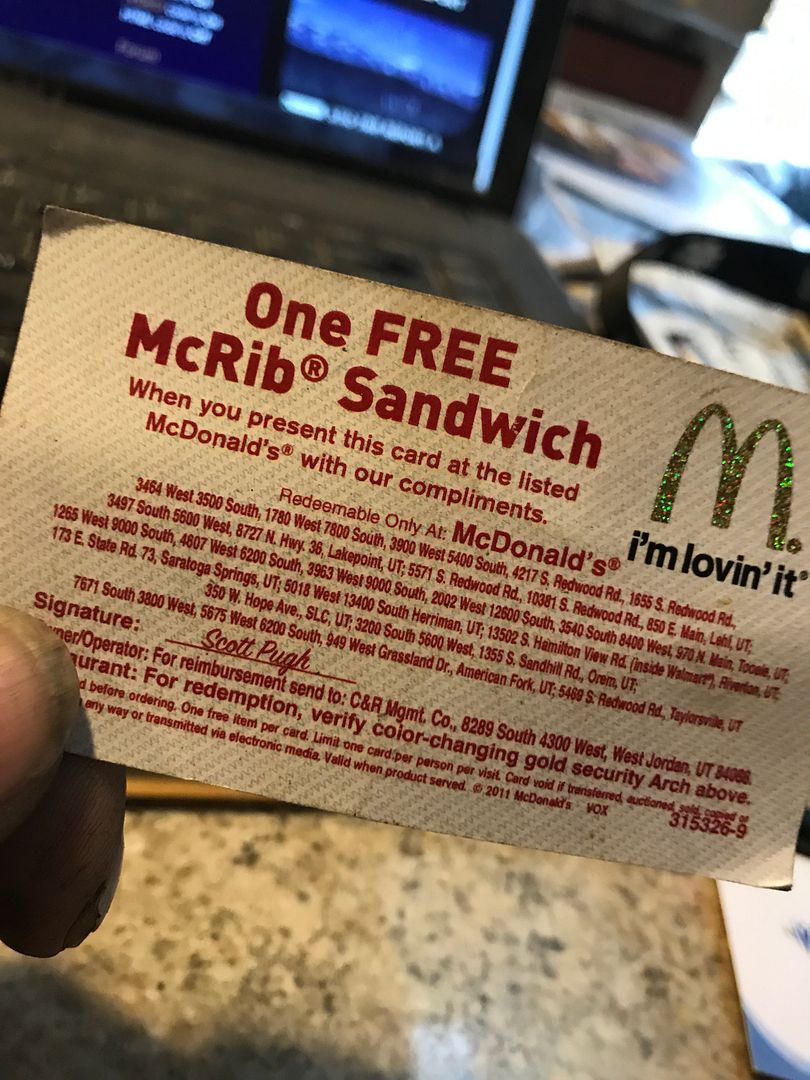 One FREE
McRib® Sandwich
When you present this card at the listed
McDonald's® with our compliments.
Redeemable Only At: McDonald's®
3464 West 3500 South, 1780 West 7800 South, 3900 West 5400 South, 4217 S. Redwood Rd., 1655 S. Redwood Rd.,
3497 South 5600 West, 8727 N. Hwy. 36, Lakepoint, UT; 5571 S. Redwood Rd., 10381 S. Redwood Rd., 850 E. Main, Lehi, UT;
1265 West 9000 South, 4607 West 6200 South, 3963 West 9000 South, 2002 West 12600 South, 3540 South 8400 West, 970 N. Main, Tooele, UT;
173 E. State Rd. 73, Saratoga Springs, UT; 5018 West 13400 South Herriman, UT; 13502 S. Hamilton View Rd. (inside Walmart®), Riverton, UT;
350 W. Hope Ave., SLC, UT; 3200 South 5600 West, 1355 S. Sandhill Rd., Orem, UT;
7671 South 3800 West, 5675 West 6200 South, 949 West Grassland Dr., American Fork, UT; 5469 S. Redwood Rd., Taylorsville, UT
Signature: Scott Pugh
ner/Operator: For reimbursement send to: C&R Mgmt. Co., 8289 South 4300 West, West Jordan, UT 84088.
urant: For redemption, verify color-changing gold security Arch above.
d before ordering. One free item per card. Limit one card per person per visit. Card void if transferred, auctioned, sold, copied or
any way or transmitted via electronic media. Valid when product served. © 2011 McDonald's VOX
315326-9
M®
i'm lovin' it®